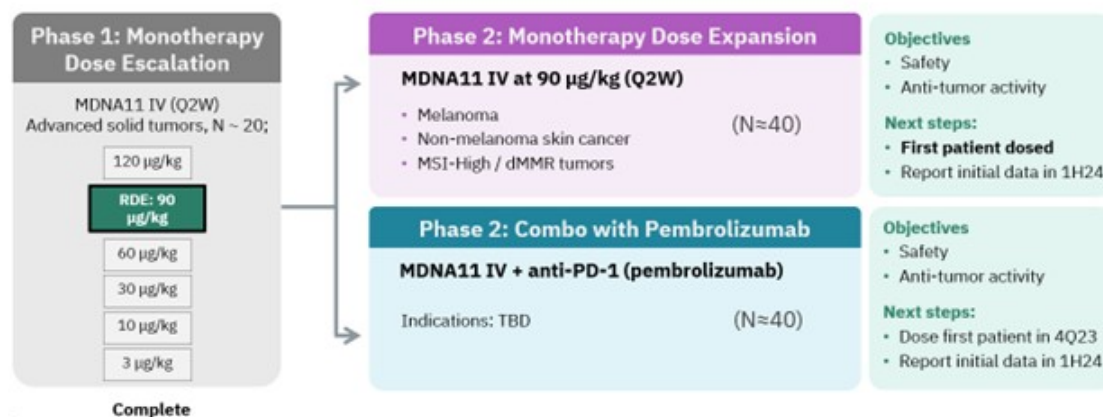 Phase 1: Monotherapy
Dose Escalation
MDNA11 IV (Q2W)
Advanced solid tumors, N ~ 20;
120 µg/kg
RDE: 90
µg/kg
60 µg/kg
30 µg/kg
10 µg/kg
3 µg/kg
Complete
Phase 2: Monotherapy Dose Expansion
MDNA11 IV at 90 µg/kg (Q2W)
• Melanoma
• Non-melanoma skin cancer
• MSI-High / dMMR tumors
(N≈40)
Objectives
• Safety
• Anti-tumor activity
Next steps:
• First patient dosed
• Report initial data in 1H24
Phase 2: Combo with Pembrolizumab
MDNA11 IV + anti-PD-1 (pembrolizumab)
Indications: TBD
(N≈40)
Objectives
• Safety
• Anti-tumor activity
Next steps:
• Dose first patient in 4Q23
• Report initial data in 1H24